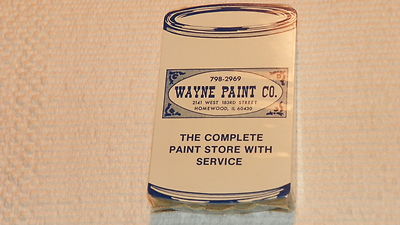 798-2969
WAYNE PAINT CO.
2141 WEST 183RD STREET
HOMEWOOD, IL 60430
THE COMPLETE
PAINT STORE WITH
SERVICE